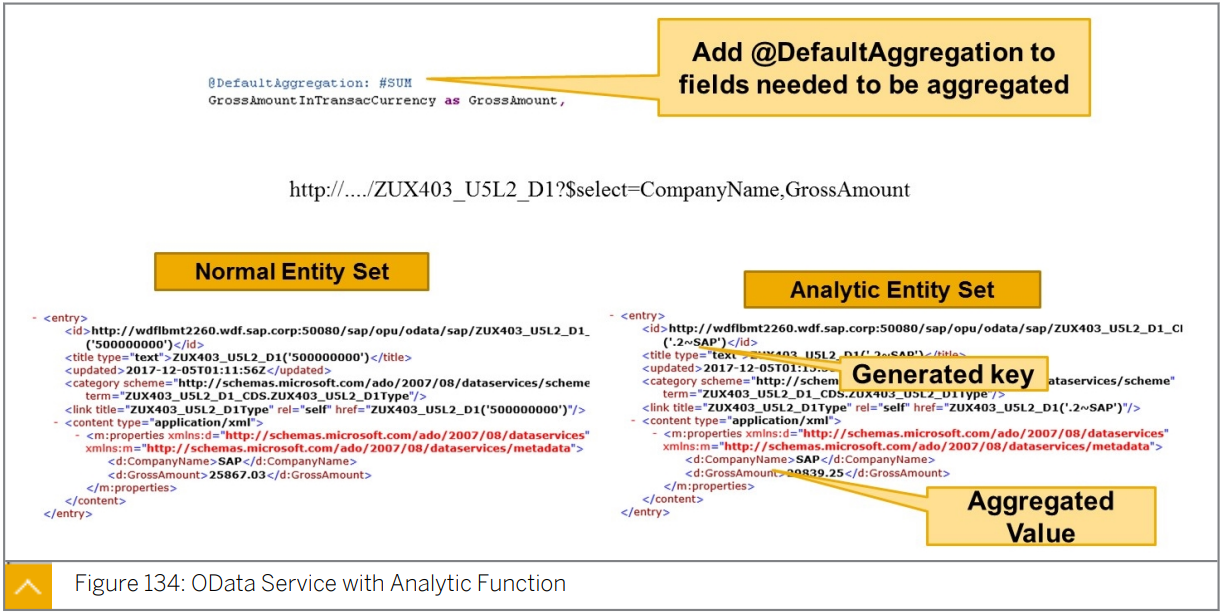 Add @DefaultAggregation to
fields needed to be aggregated
@DefaultAggregation: #SUM
GrossAmountInTransacCurrency as GrossAmount,
http://..../ZUX403_U5L2_D1?$select=CompanyName,GrossAmount
Normal Entity Set
- <entry>
<id>http://wdflbmt2260.wdf.sap.corp:50080/sap/opu/odata/sap/ZUX403_U5L2_D1_
('500000000')</id>
<title type="text">ZUX403_U5L2_D1('500000000')</title>
<updated>2017-12-05T01:11:56Z</updated>
<category scheme="http://schemas.microsoft.com/ado/2007/08/dataservices/scheme
term="ZUX403_U5L2_D1_CDS.ZUX403_U5L2_D1Type"/>
<link title="ZUX403_U5L2_D1Type" rel="self" href="ZUX403_U5L2_D1('500000000')"/>
- <content type="application/xml">
- <m:properties xmlns:d="http://schemas.microsoft.com/ado/2007/08/dataservices"
xmlns:m="http://schemas.microsoft.com/ado/2007/08/dataservices/metadata">
<d:CompanyName>SAP</d:CompanyName>
<d:GrossAmount>25867.03</d:GrossAmount>
</m:properties>
</content>
</entry>
Analytic Entity Set
- <entry>
<id>http://wdflbmt2260.wdf.sap.corp:50080/sap/opu/odata/sap/ZUX403_U5L2_D1_CI
('.2~SAP')</id>
<title type="text">ZUX403_U5L2_D1('.2~SAP')</title>
<updated>2017-12-05T01:
<category scheme="http://schem ataservices/scheme"
term="ZUX403_U5L2_D1_CDS.ZUX403_U5L2_D1Type"/>
<link title="ZUX403_U5L2_D1Type" rel="self" href="ZUX403_U5L2_D1('.2~SAP')"/>
- <content type="application/xml">
- <m:properties xmlns:d="http://schemas.microsoft.com/ado/2007/08/dataservices"
xmlns:m="http://schemas.microsoft.com/ado/2007/08/dataservices/metadata">
<d:CompanyName>SAP</d:CompanyName>
<d:GrossAmount>29839.25</d:GrossAmount>
</m:properties>
</content>
</entry>
Generated key
Aggregated
Value
Figure 134: OData Service with Analytic Function